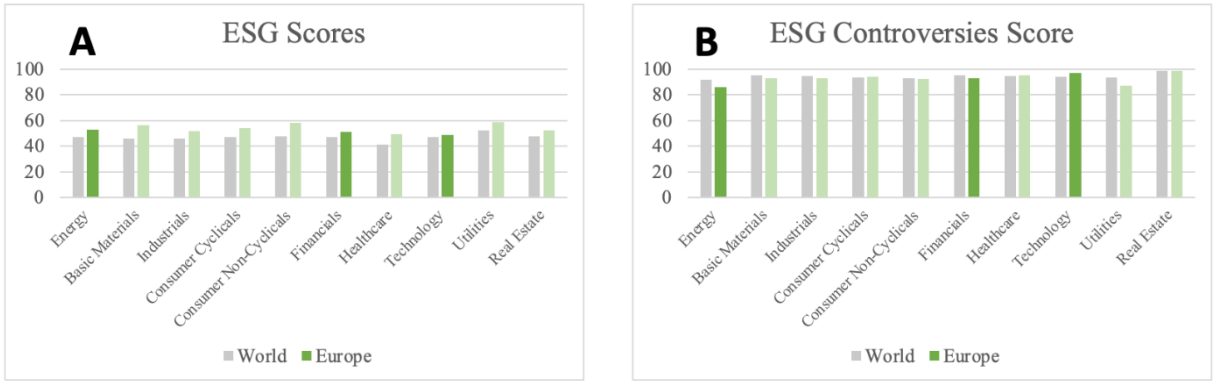 A
ESG Scores
100
80
60
40
20
0
Energy
Basic Materials
Industrials
Consumer Cyclicals
Consumer Non-Cyclicals
Financials
Healthcare
Technology
Utilities
Real Estate
World
Europe
B
ESG Controversies Score
100
80
60
40
20
0
Energy
Basic Materials
Industrials
Consumer Cyclicals
Consumer Non-Cyclicals
Financials
Healthcare
Technology
Utilities
Real Estate
World
Europe